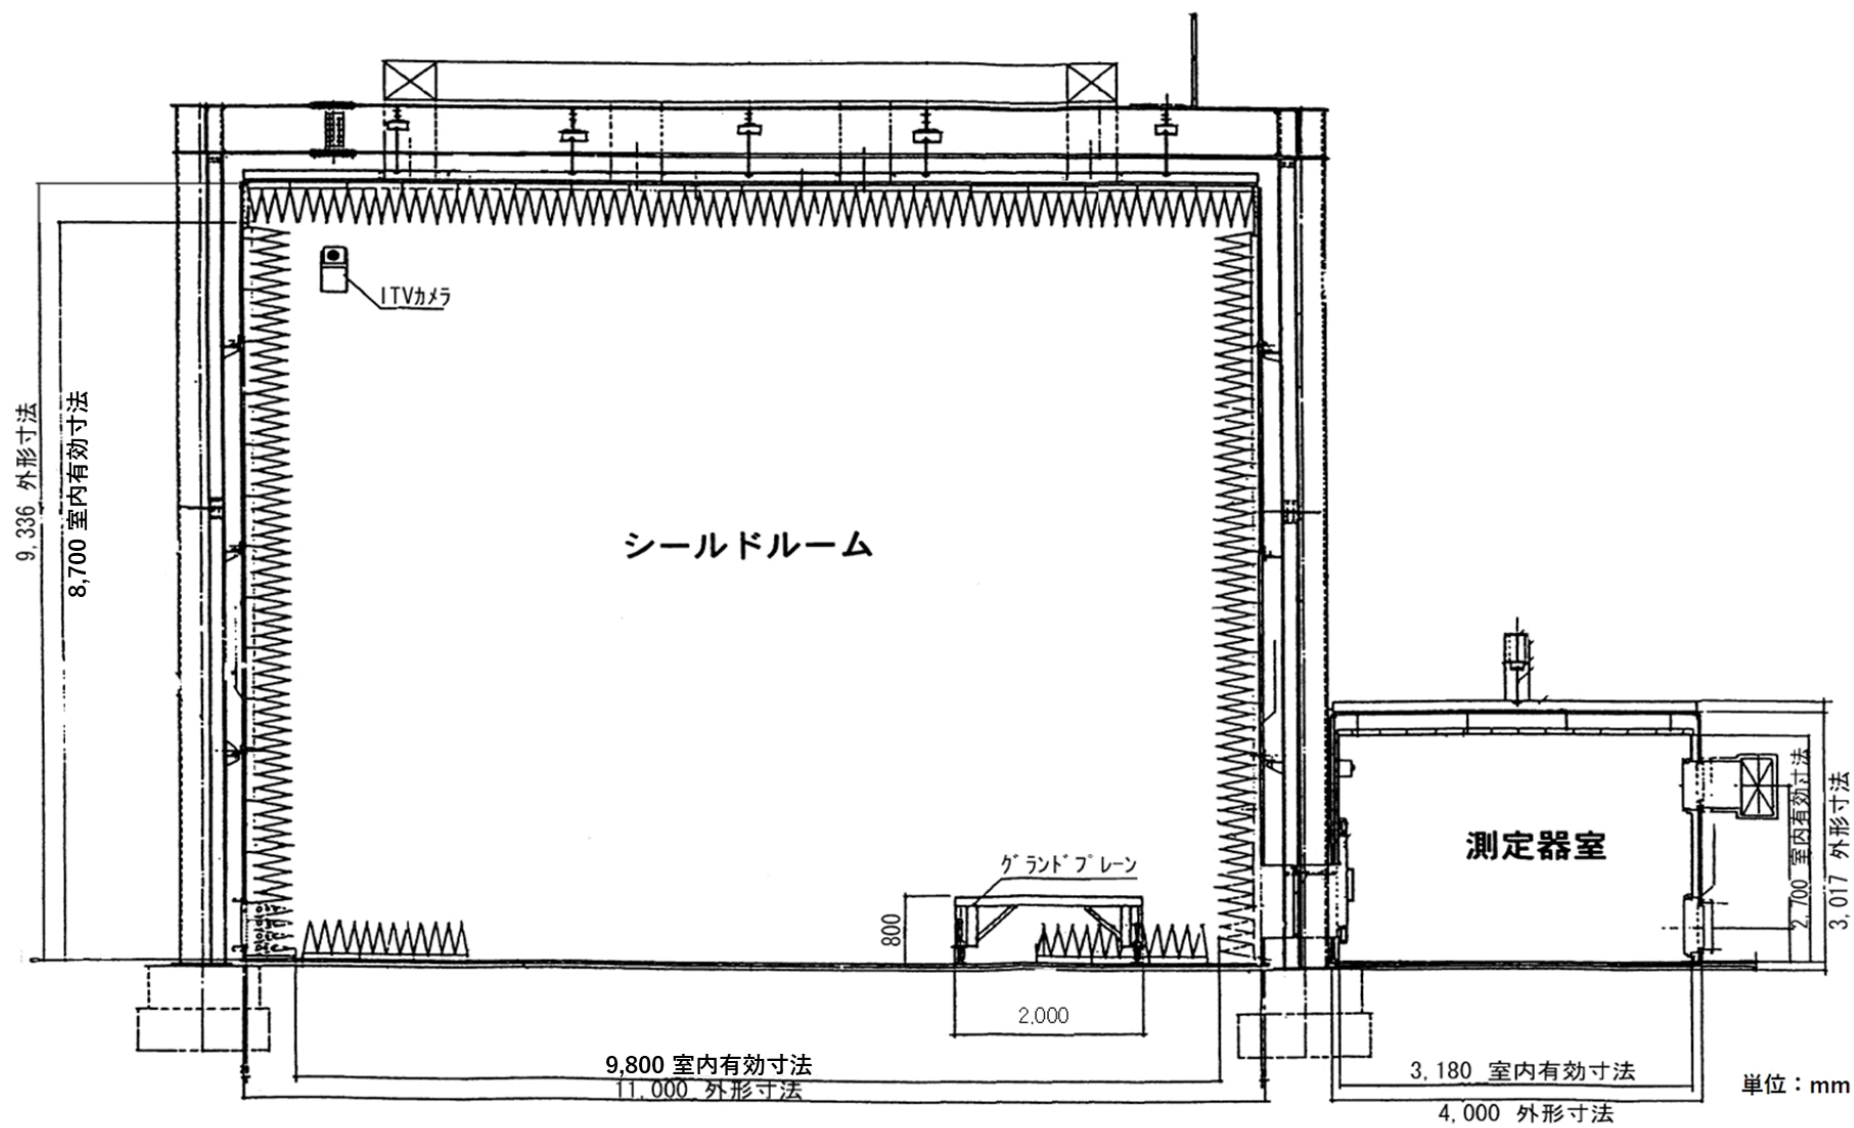 ITVカメラ
9,336 外形寸法
8,700 室内有効寸法
シールドルーム
グランドプレーン
800
2,000
9,800 室内有効寸法
11,000 外形寸法
測定器室
2,700 室内有効寸法
3,017 外形寸法
3,180 室内有効寸法
4,000 外形寸法
単位：mm